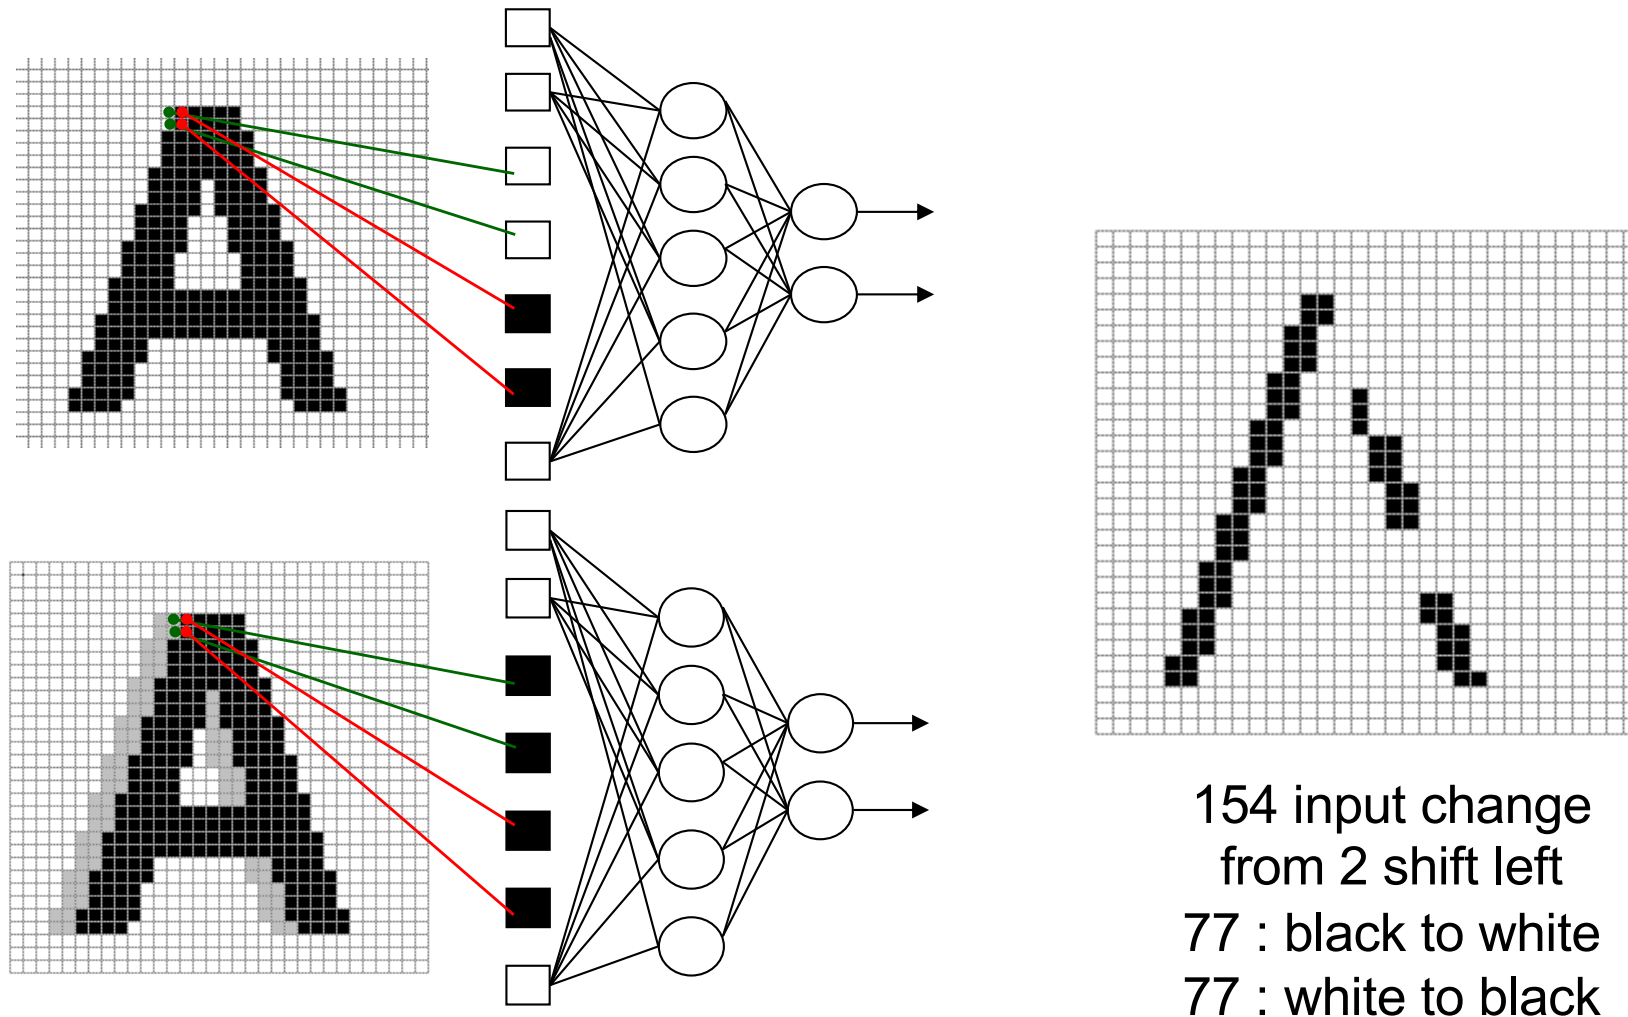 154 input change
from 2 shift left
77 : black to white
77 : white to black